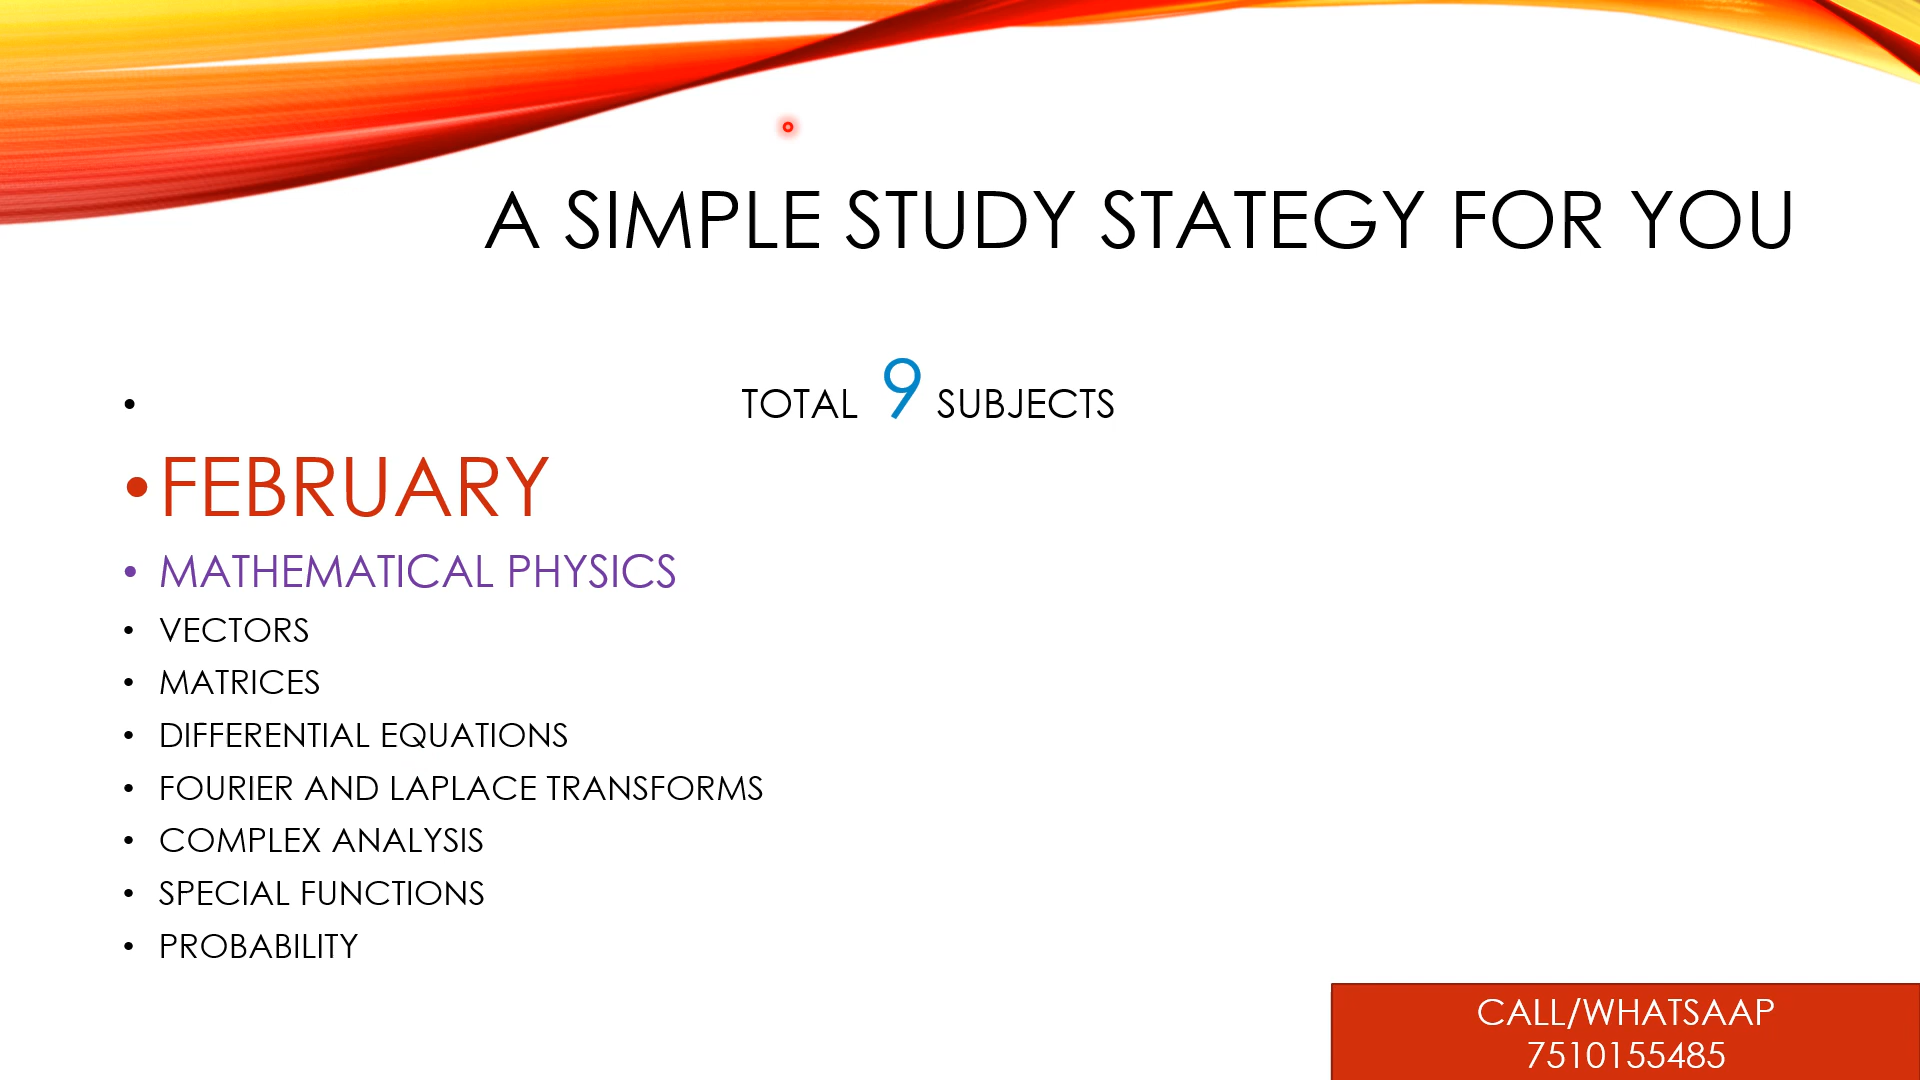 A SIMPLE STUDY STATEGY FOR YOU
• TOTAL 9 SUBJECTS
• FEBRUARY
• MATHEMATICAL PHYSICS
• VECTORS
• MATRICES
• DIFFERENTIAL EQUATIONS
• FOURIER AND LAPLACE TRANSFORMS
• COMPLEX ANALYSIS
• SPECIAL FUNCTIONS
• PROBABILITY
CALL/WHATSAAP
7510155485